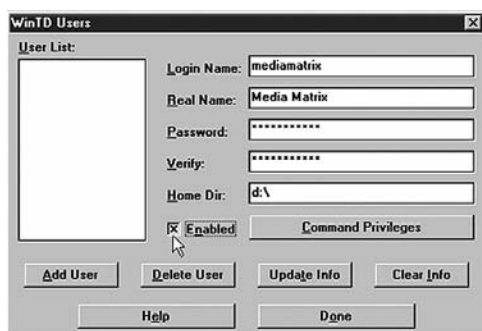 WinTD Users
User List:
Login Name: mediamatrix
Real Name: Media Matrix
Password: ***********
Verify: ***********
Home Dir: d:\
Enabled Command Privileges
Add User Delete User Update Info Clear Info
Help Done